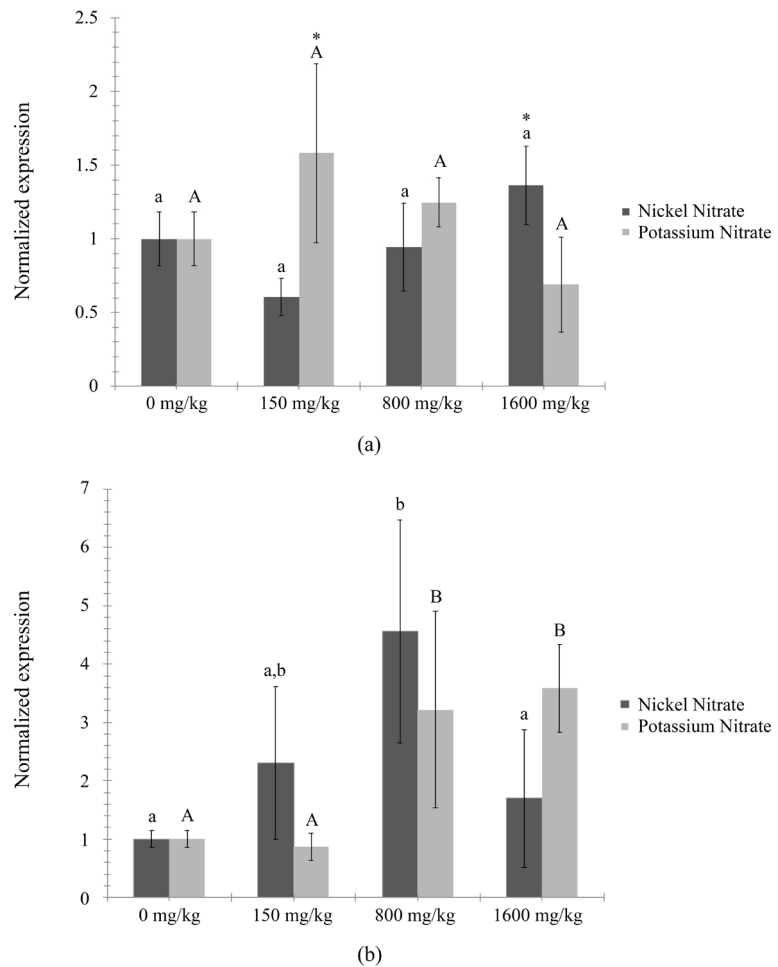 2.5
*
A
2
*
a
A
1.5
a
a A
A
Nickel Nitrate
Potassium Nitrate
1
a
0.5
0
Normalized expression
0 mg/kg 150 mg/kg 800 mg/kg 1600 mg/kg
(a)
7
b
6
B
5
B
a,b
4
a
Nickel Nitrate
Potassium Nitrate
3
2
a A A
1
0
Normalized expression
0 mg/kg 150 mg/kg 800 mg/kg 1600 mg/kg
(b)